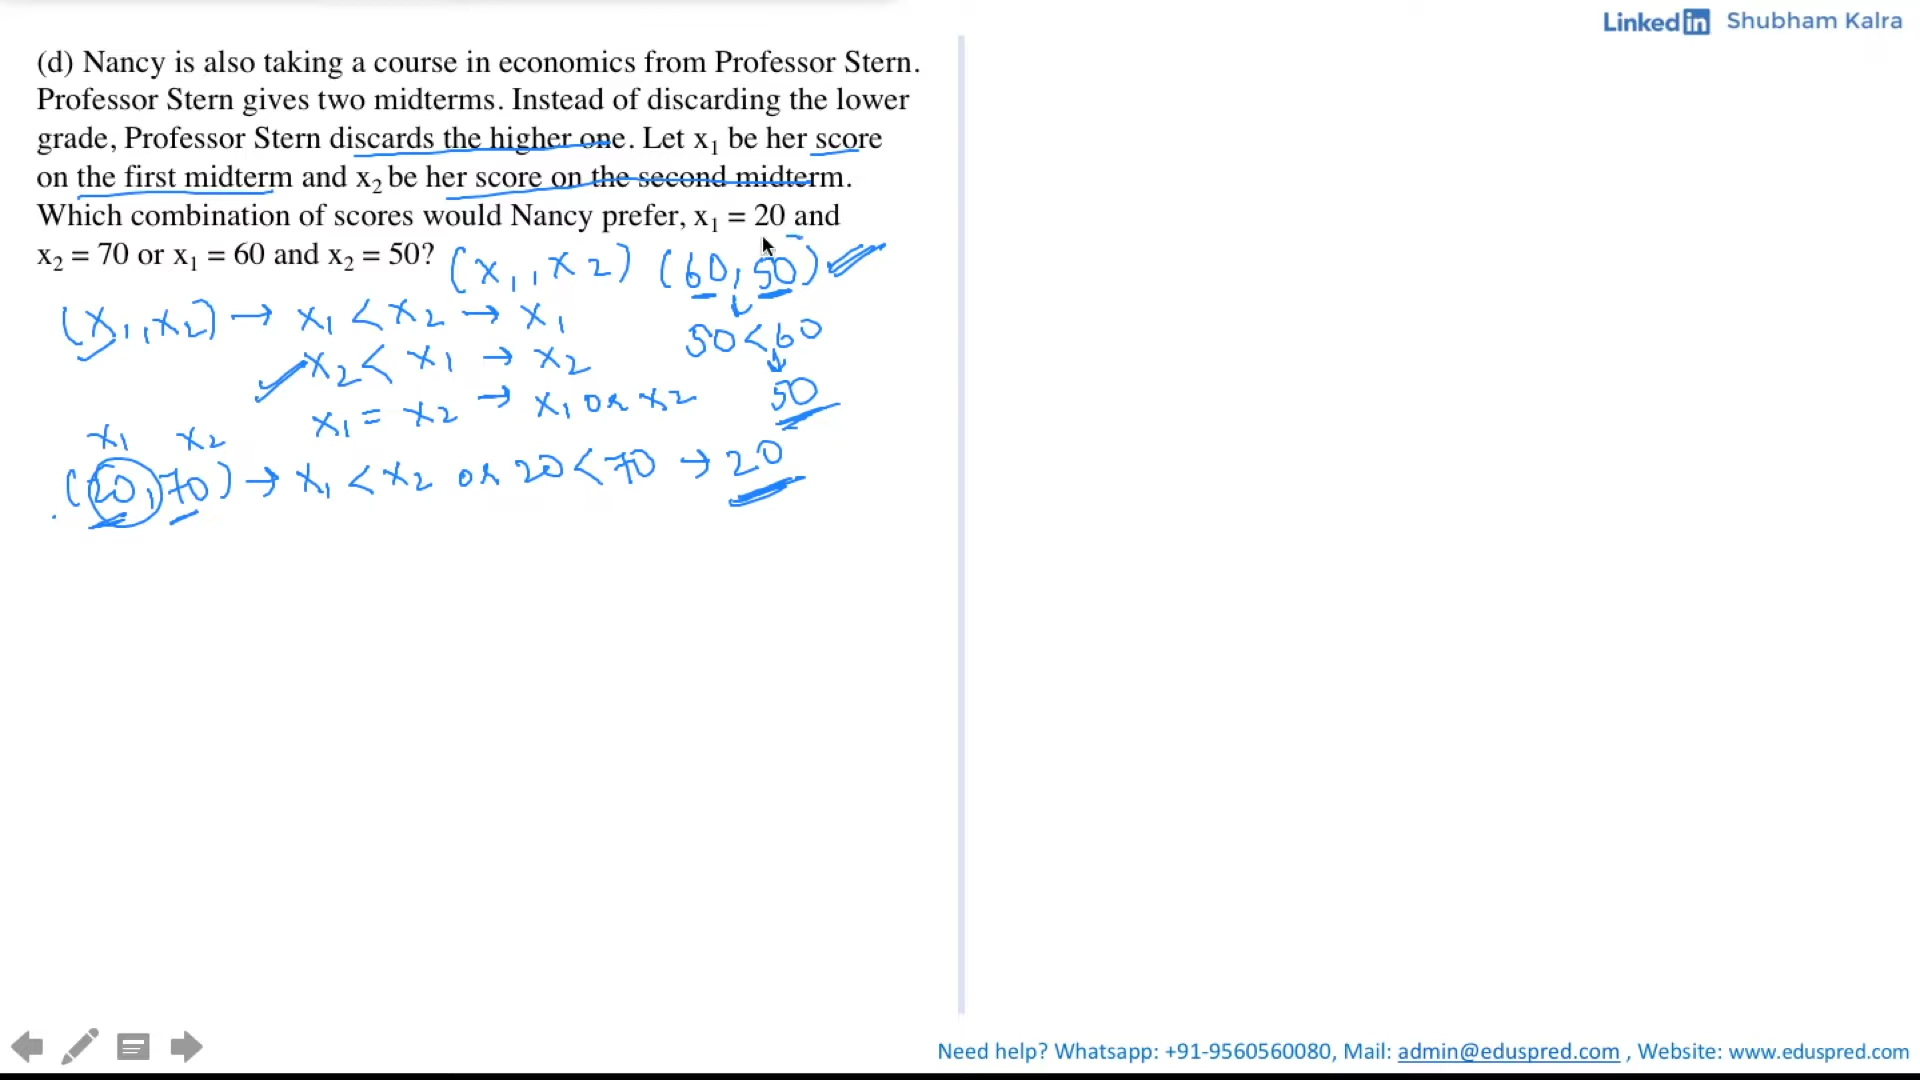 Linked in Shubham Kalra
(d) Nancy is also taking a course in economics from Professor Stern.
Professor Stern gives two midterms. Instead of discarding the lower
grade, Professor Stern discards the higher one. Let x₁ be her score
on the first midterm and x₂ be her score on the second midterm.
Which combination of scores would Nancy prefer, x₁ = 20 and
x₂ = 70 or x₁ = 60 and x₂ = 50?
(x₁, x₂) (60, 50)
(x₁, x₂) → x₁ < x₂ → x₁
50 < 60
x₂ < x₁ → x₂
50
x₁ = x₂ → x₁ or x₂
x₁ x₂
(20, 70) → x₁ < x₂ or 20 < 70 → 20
Need help? Whatsapp: +91-9560560080, Mail: admin@eduspred.com , Website: www.eduspred.com